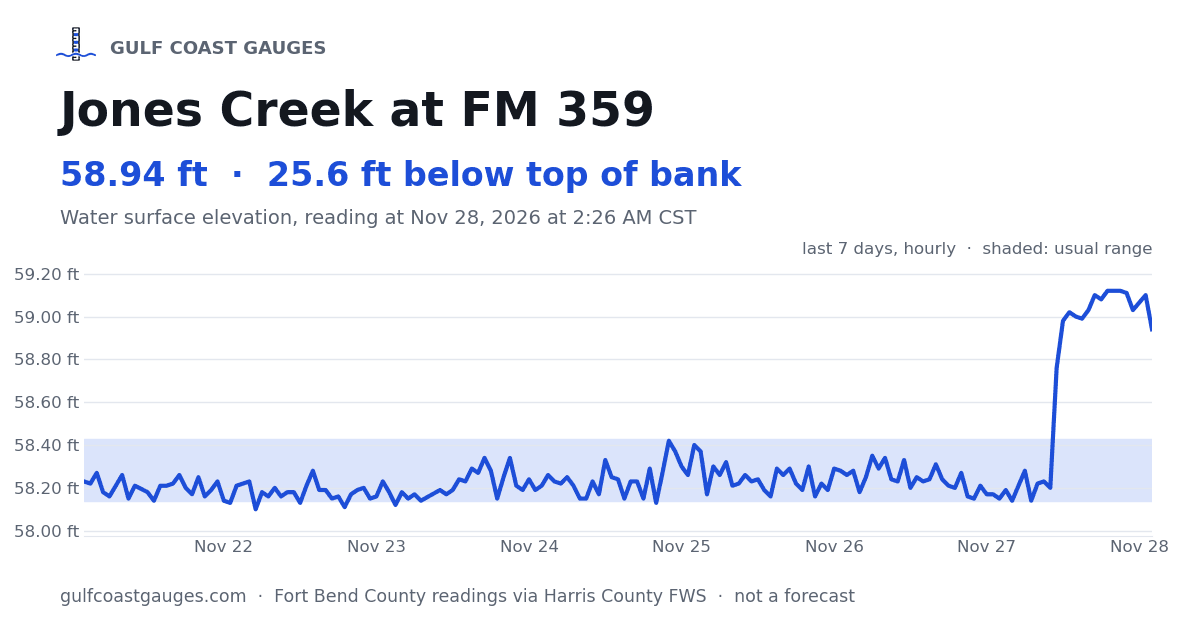 GULF COAST GAUGES
Jones Creek at FM 359
58.94 ft · 25.6 ft below top of bank
Water surface elevation, reading at Nov 28, 2026 at 2:26 AM CST
last 7 days, hourly · shaded: usual range
59.20 ft
59.00 ft
58.80 ft
58.60 ft
58.40 ft
58.20 ft
58.00 ft
Nov 22 Nov 23 Nov 24 Nov 25 Nov 26 Nov 27 Nov 28
gulfcoastgauges.com · Fort Bend County readings via Harris County FWS · not a forecast